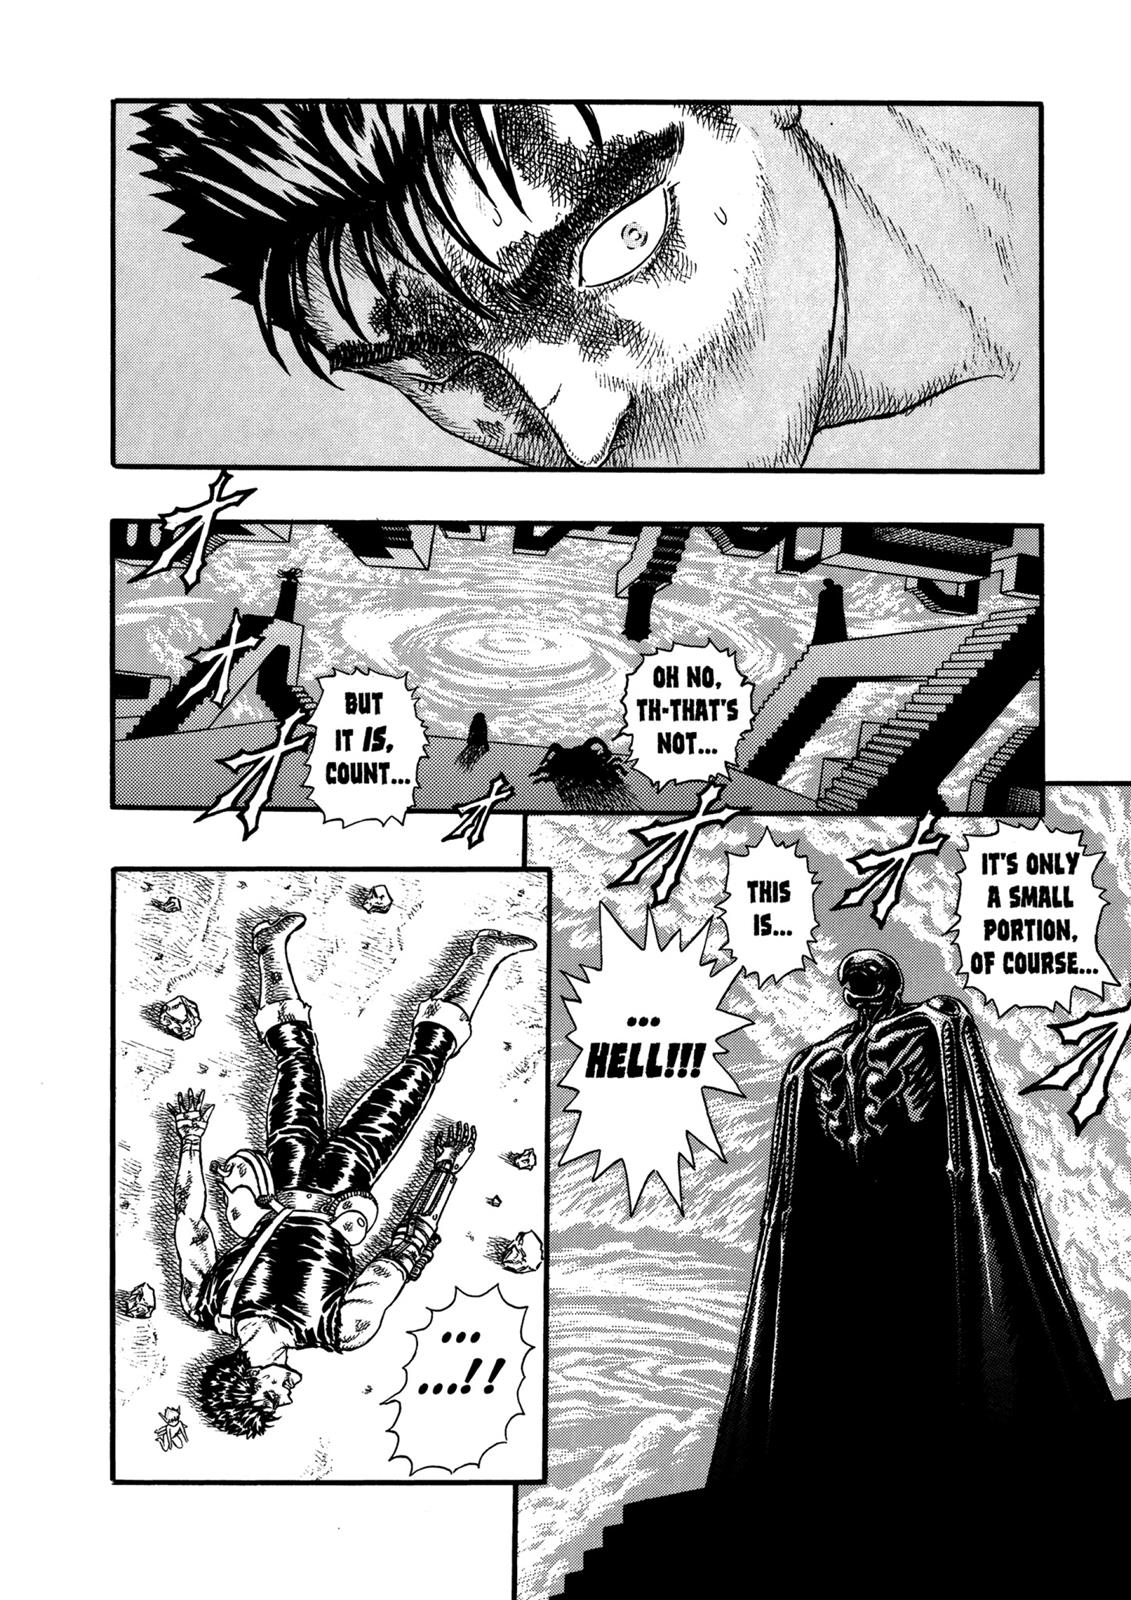 OH NO,
TH-THAT'S
NOT...
BUT
IT IS,
COUNT...
IT'S ONLY
A SMALL
PORTION,
OF COURSE...
THIS
IS...
...
HELL!!!
...
...!!